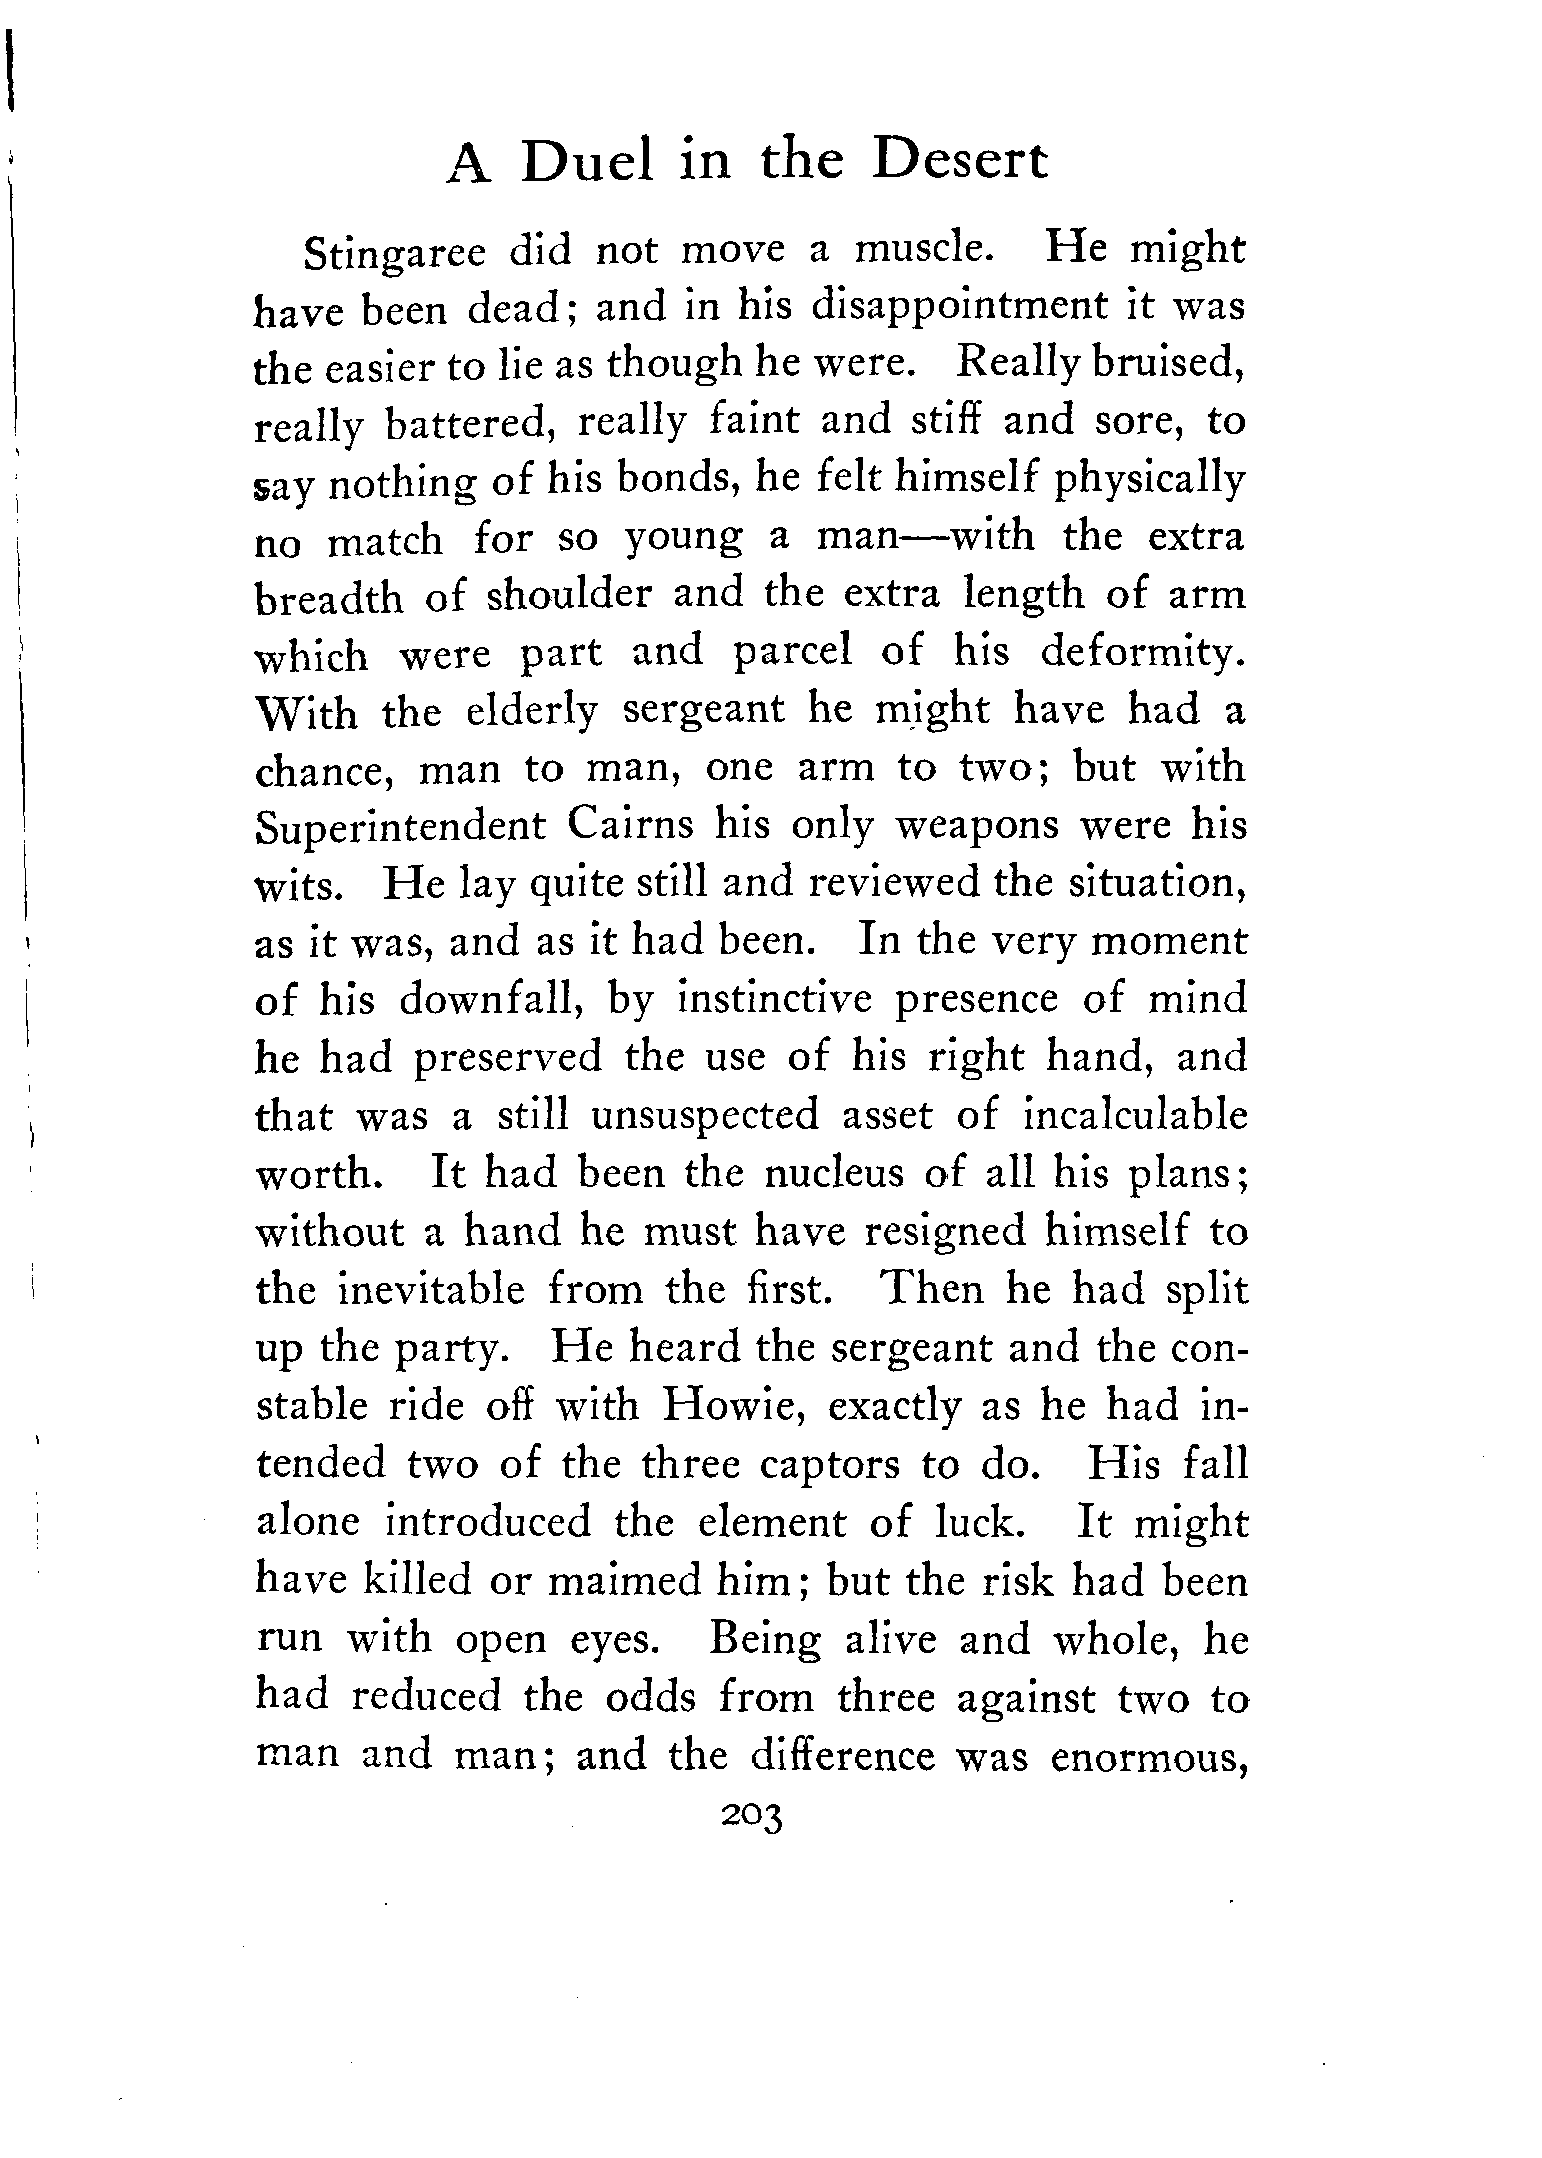 A Duel in the Desert
Stingaree did not move a muscle. He might
have been dead; and in his disappointment it was
the easier to lie as though he were. Really bruised,
really battered, really faint and stiff and sore, to
say nothing of his bonds, he felt himself physically
no match for so young a man—with the extra
breadth of shoulder and the extra length of arm
which were part and parcel of his deformity.
With the elderly sergeant he might have had a
chance, man to man, one arm to two; but with
Superintendent Cairns his only weapons were his
wits. He lay quite still and reviewed the situation,
as it was, and as it had been. In the very moment
of his downfall, by instinctive presence of mind
he had preserved the use of his right hand, and
that was a still unsuspected asset of incalculable
worth. It had been the nucleus of all his plans;
without a hand he must have resigned himself to
the inevitable from the first. Then he had split
up the party. He heard the sergeant and the con-
stable ride off with Howie, exactly as he had in-
tended two of the three captors to do. His fall
alone introduced the element of luck. It might
have killed or maimed him; but the risk had been
run with open eyes. Being alive and whole, he
had reduced the odds from three against two to
man and man; and the difference was enormous,
203